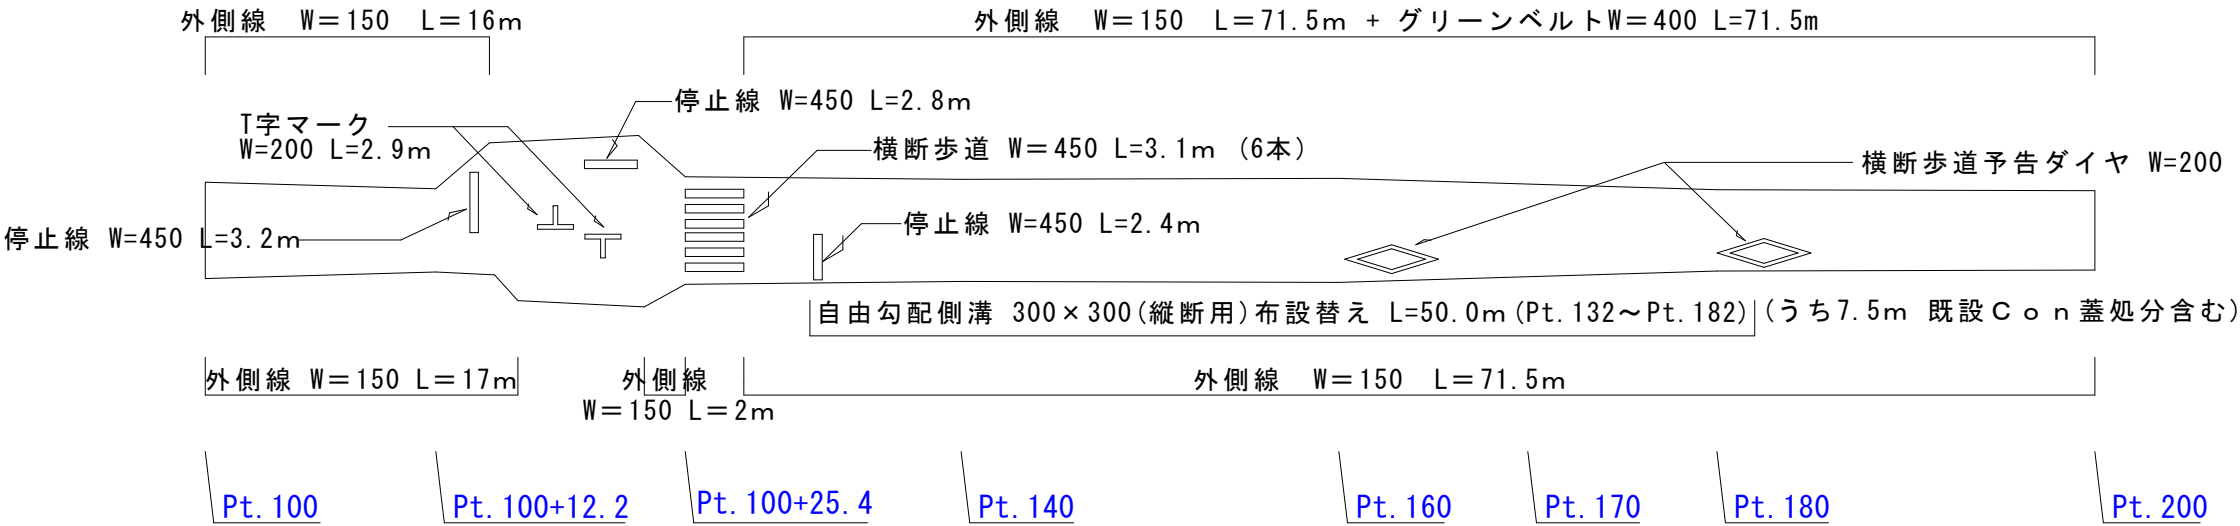 外側線　W＝150　L＝16m
外側線　W＝150　L＝71.5m + グリーンベルトW＝400 L=71.5m
停止線 W=450 L=2.8m
T字マーク
W=200 L=2.9m
横断歩道 W＝450 L=3.1m (6本)
横断歩道予告ダイヤ W=200
停止線 W=450 L=3.2m
停止線 W=450 L=2.4m
自由勾配側溝 300×300(縦断用)布設替え L=50.0m(Pt.132～Pt.182) (うち7.5m 既設Ｃｏｎ蓋処分含む)
外側線 W＝150 L＝17m
外側線
W＝150 L＝2m
外側線　W＝150　L＝71.5m
Pt.100
Pt.100+12.2
Pt.100+25.4
Pt.140
Pt.160
Pt.170
Pt.180
Pt.200